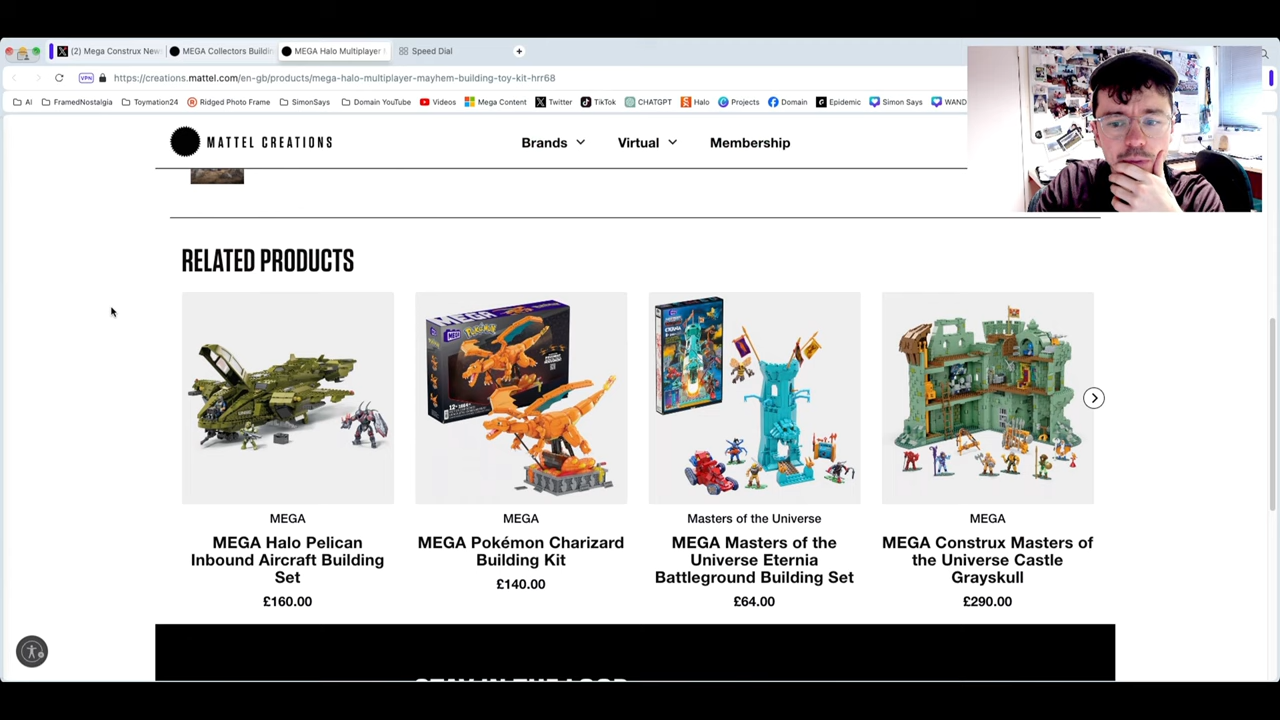 (2) Mega Construx New
MEGA Collectors Buildin
MEGA Halo Multiplayer
Speed Dial
VPN
https://creations.mattel.com/en-gb/products/mega-halo-multiplayer-mayhem-building-toy-kit-hrr68
AI
FramedNostalgia
Toymation24
Ridged Photo Frame
SimonSays
Domain YouTube
Videos
Mega Content
Twitter
TikTok
CHATGPT
Halo
Projects
Domain
Epidemic
Simon Says
WAND
MATTEL CREATIONS
Brands
Virtual
Membership
RELATED PRODUCTS
MEGA
MEGA Halo Pelican
Inbound Aircraft Building
Set
£160.00
MEGA
POKéMON
MEGA
MEGA Pokémon Charizard
Building Kit
£140.00
Masters of the Universe
MEGA Masters of the
Universe Eternia
Battleground Building Set
£64.00
MEGA
MEGA Construx Masters of
the Universe Castle
Grayskull
£290.00
STAY IN THE LOOP